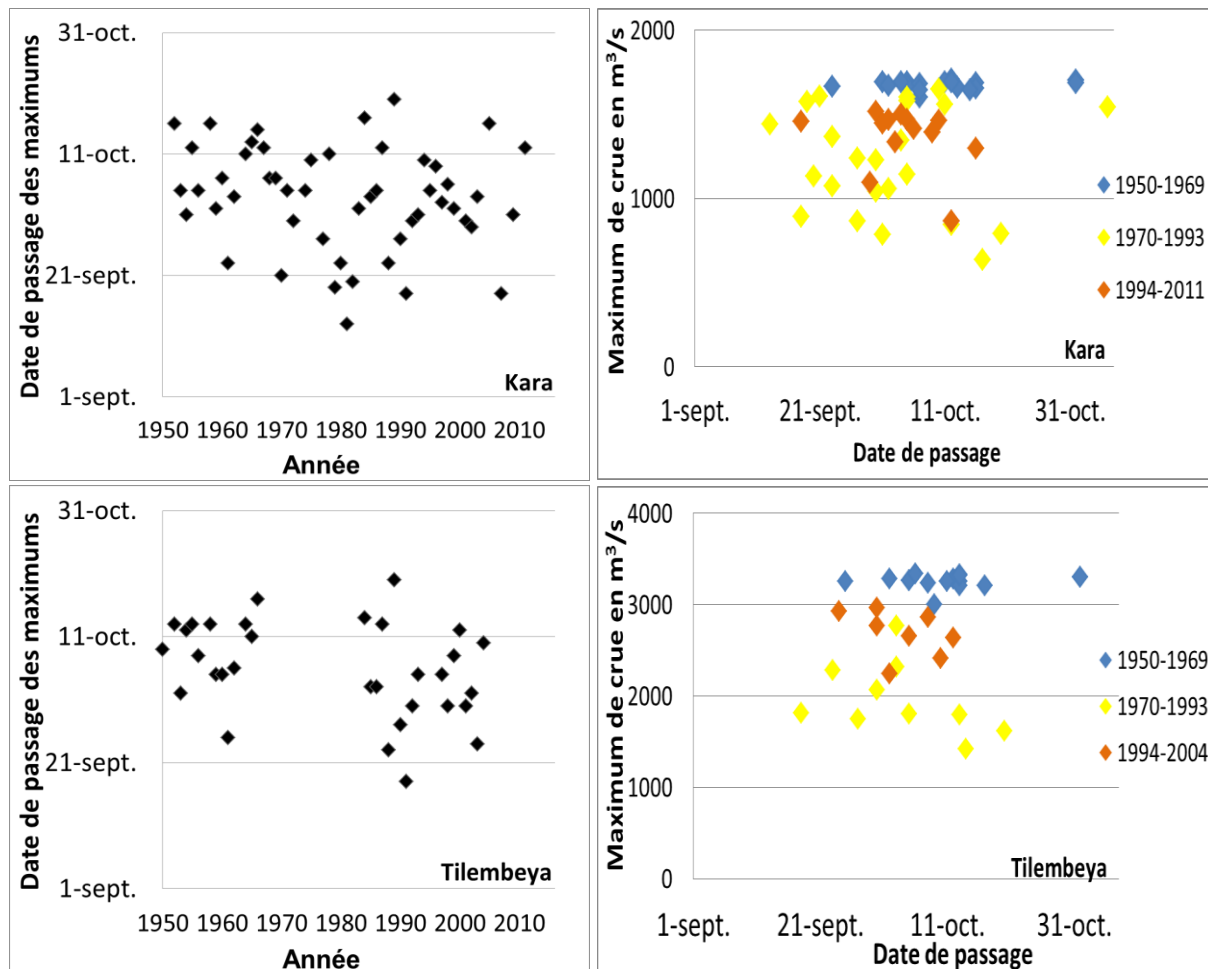 Date de passage des maximums
31-oct.
11-oct.
21-sept.
1-sept.
Kara
1950 1960 1970 1980 1990 2000 2010
Année
Maximum de crue en m³/s
2000
1000
0
1950-1969
1970-1993
1994-2011
Kara
1-sept. 21-sept. 11-oct. 31-oct.
Date de passage
Date de passage des maximums
31-oct.
11-oct.
21-sept.
1-sept.
Tilembeya
1950 1960 1970 1980 1990 2000 2010
Année
Maximum de crue en m³/s
4000
3000
2000
1000
0
1950-1969
1970-1993
1994-2004
Tilembeya
1-sept. 21-sept. 11-oct. 31-oct.
Date de passage